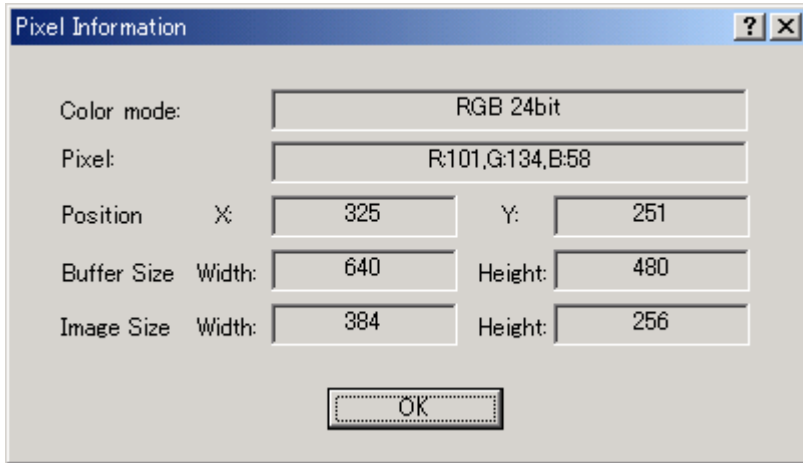 Pixel Information
Color mode: RGB 24bit
Pixel: R:101,G:134,B:58
Position X: 325 Y: 251
Buffer Size Width: 640 Height: 480
Image Size Width: 384 Height: 256
OK